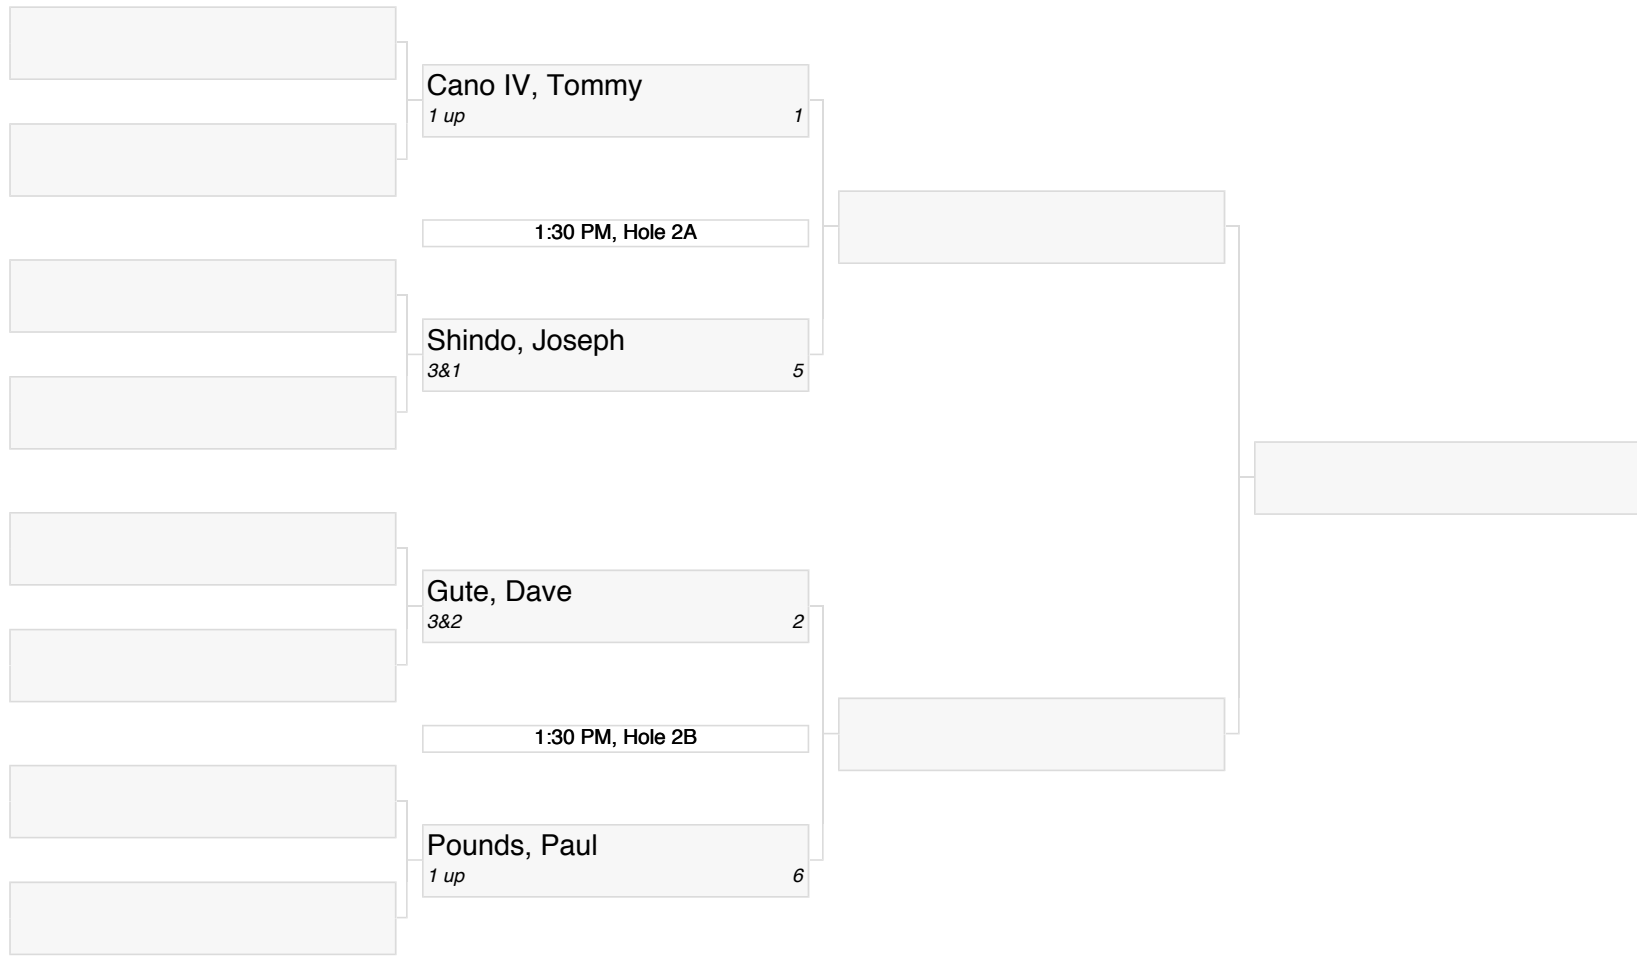 Cano IV, Tommy
1 up 1
1:30 PM, Hole 2A
Shindo, Joseph
3&1 5
Gute, Dave
3&2 2
1:30 PM, Hole 2B
Pounds, Paul
1 up 6